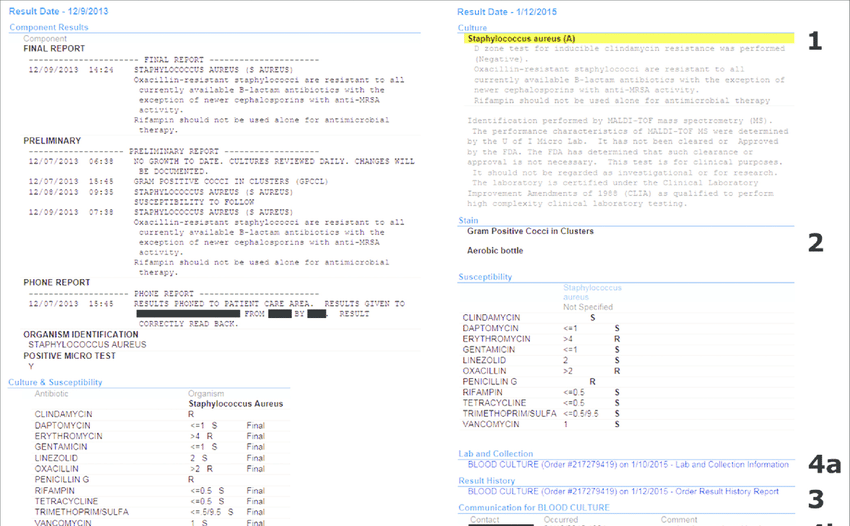 Result Date - 12/9/2013
Component Results
Component
FINAL REPORT
-------------------- FINAL REPORT --------------------
12/09/2013 14:24 STAPHYLOCOCCUS AUREUS (S AUREUS)
Oxacillin-resistant staphylococci are resistant to all
currently available B-lactam antibiotics with the
exception of newer cephalosporins with anti-MRSA
activity.
Rifampin should not be used alone for antimicrobial
therapy.
PRELIMINARY
------------------ PRELIMINARY REPORT ------------------
12/07/2013 06:38 NO GROWTH TO DATE. CULTURES REVIEWED DAILY. CHANGES WILL
BE DOCUMENTED.
12/07/2013 15:45 GRAM POSITIVE COCCI IN CLUSTERS (GPCCL)
12/08/2013 09:35 STAPHYLOCOCCUS AUREUS (S AUREUS)
SUSCEPTIBILITY TO FOLLOW
12/09/2013 07:38 STAPHYLOCOCCUS AUREUS (S AUREUS)
Oxacillin-resistant staphylococci are resistant to all
currently available B-lactam antibiotics with the
exception of newer cephalosporins with anti-MRSA
activity.
Rifampin should not be used alone for antimicrobial
therapy.
PHONE REPORT
-------------------- PHONE REPORT --------------------
12/07/2013 15:45 RESULTS PHONED TO PATIENT CARE AREA. RESULTS GIVEN TO
FROM BY . RESULT
CORRECTLY READ BACK.
ORGANISM IDENTIFICATION
STAPHYLOCOCCUS AUREUS
POSITIVE MICRO TEST
Y
Culture & Susceptibility
Antibiotic Organism
Staphylococcus Aureus
CLINDAMYCIN R
DAPTOMYCIN <=1 S Final
ERYTHROMYCIN >4 R Final
GENTAMICIN <=1 S Final
LINEZOLID 2 S Final
OXACILLIN >2 R Final
PENICILLIN G R
RIFAMPIN <=0.5 S Final
TETRACYCLINE <=0.5 S Final
TRIMETHOPRIM/SULFA <=.5/9.5 S Final
VANCOMYCIN 1 S Final
Result Date - 1/12/2015
Culture
Staphylococcus aureus (A) 1
D zone test for inducible clindamycin resistance was performed
(Negative).
Oxacillin-resistant staphylococci are resistant to all
currently available B-lactam antibiotics with the exception of
newer cephalosporins with anti-MRSA activity.
Rifampin should not be used alone for antimicrobial therapy
Identification performed by MALDI-TOF mass spectrometry (MS).
The performance characteristics of MALDI-TOF MS were determined
by the U of I Micro Lab. It has not been cleared or Approved
by the FDA. The FDA has determined that such clearance or
approval is not necessary. This test is for clinical purposes.
It should not be regarded as investigational or for research.
The laboratory is certified under the Clinical Laboratory
Improvement Amendments of 1988 (CLIA) as qualified to perform
high complexity clinical laboratory testing.
Stain
Gram Positive Cocci in Clusters
2
Aerobic bottle
Susceptibility
Staphylococcus
aureus
Not Specified
CLINDAMYCIN S
DAPTOMYCIN <=1 S
ERYTHROMYCIN >4 R
GENTAMICIN <=1 S
LINEZOLID 2 S
OXACILLIN >2 R
PENICILLIN G R
RIFAMPIN <=0.5 S
TETRACYCLINE <=0.5 S
TRIMETHOPRIM/SULFA <=0.5/9.5 S
VANCOMYCIN 1 S
Lab and Collection
BLOOD CULTURE (Order #217279419) on 1/10/2015 - Lab and Collection Information 4a
Result History
BLOOD CULTURE (Order #217279419) on 1/12/2015 - Order Result History Report 3
Communication for BLOOD CULTURE
Contact Occurred Comment